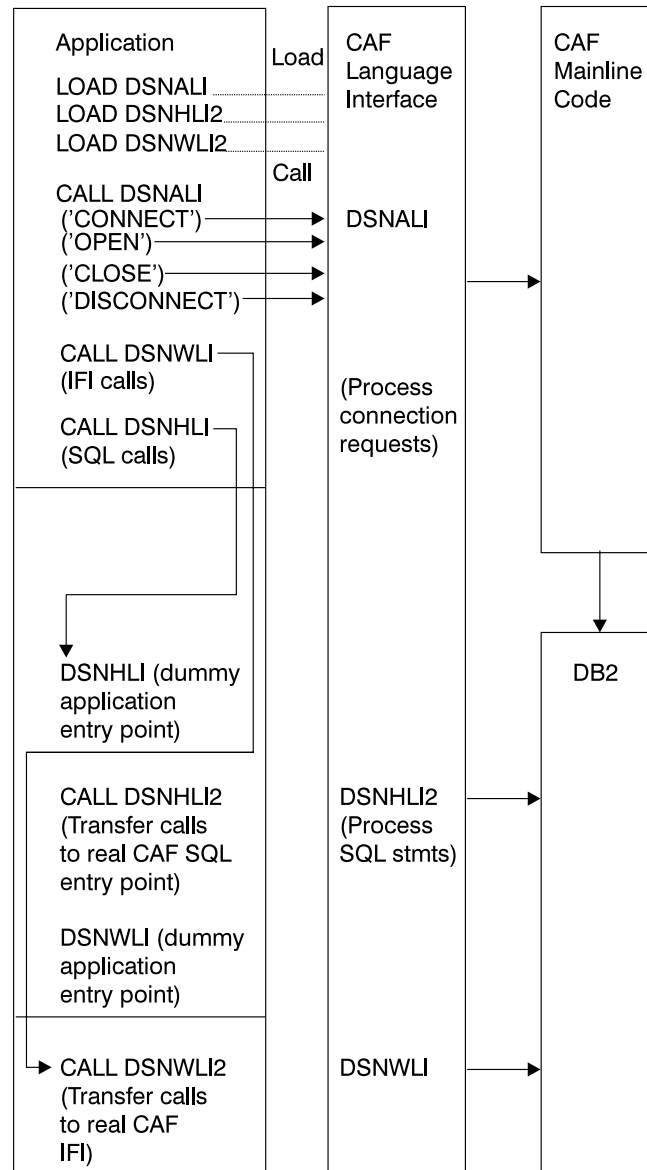 Application
LOAD DSNALI
LOAD DSNHLI2
LOAD DSNWLI2
Load
Call
CALL DSNALI
('CONNECT')
('OPEN')
('CLOSE')
('DISCONNECT')
CALL DSNWLI
(IFI calls)
CALL DSNHLI
(SQL calls)
DSNHLI (dummy
application
entry point)
CALL DSNHLI2
(Transfer calls
to real CAF SQL
entry point)
DSNWLI (dummy
application
entry point)
CALL DSNWLI2
(Transfer calls
to real CAF
IFI)
CAF
Language
Interface
DSNALI
(Process
connection
requests)
DSNHLI2
(Process
SQL stmts)
DSNWLI
CAF
Mainline
Code
DB2